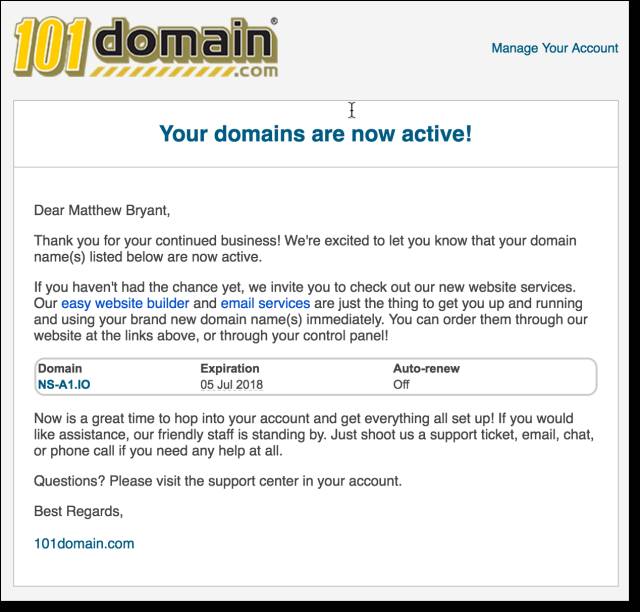 101domain®
.com
Manage Your Account
Your domains are now active!
Dear Matthew Bryant,
Thank you for your continued business! We're excited to let you know that your domain
name(s) listed below are now active.
If you haven't had the chance yet, we invite you to check out our new website services.
Our easy website builder and email services are just the thing to get you up and running
and using your brand new domain name(s) immediately. You can order them through our
website at the links above, or through your control panel!
Domain Expiration Auto-renew
NS-A1.IO 05 Jul 2018 Off
Now is a great time to hop into your account and get everything all set up! If you would
like assistance, our friendly staff is standing by. Just shoot us a support ticket, email, chat,
or phone call if you need any help at all.
Questions? Please visit the support center in your account.
Best Regards,
101domain.com